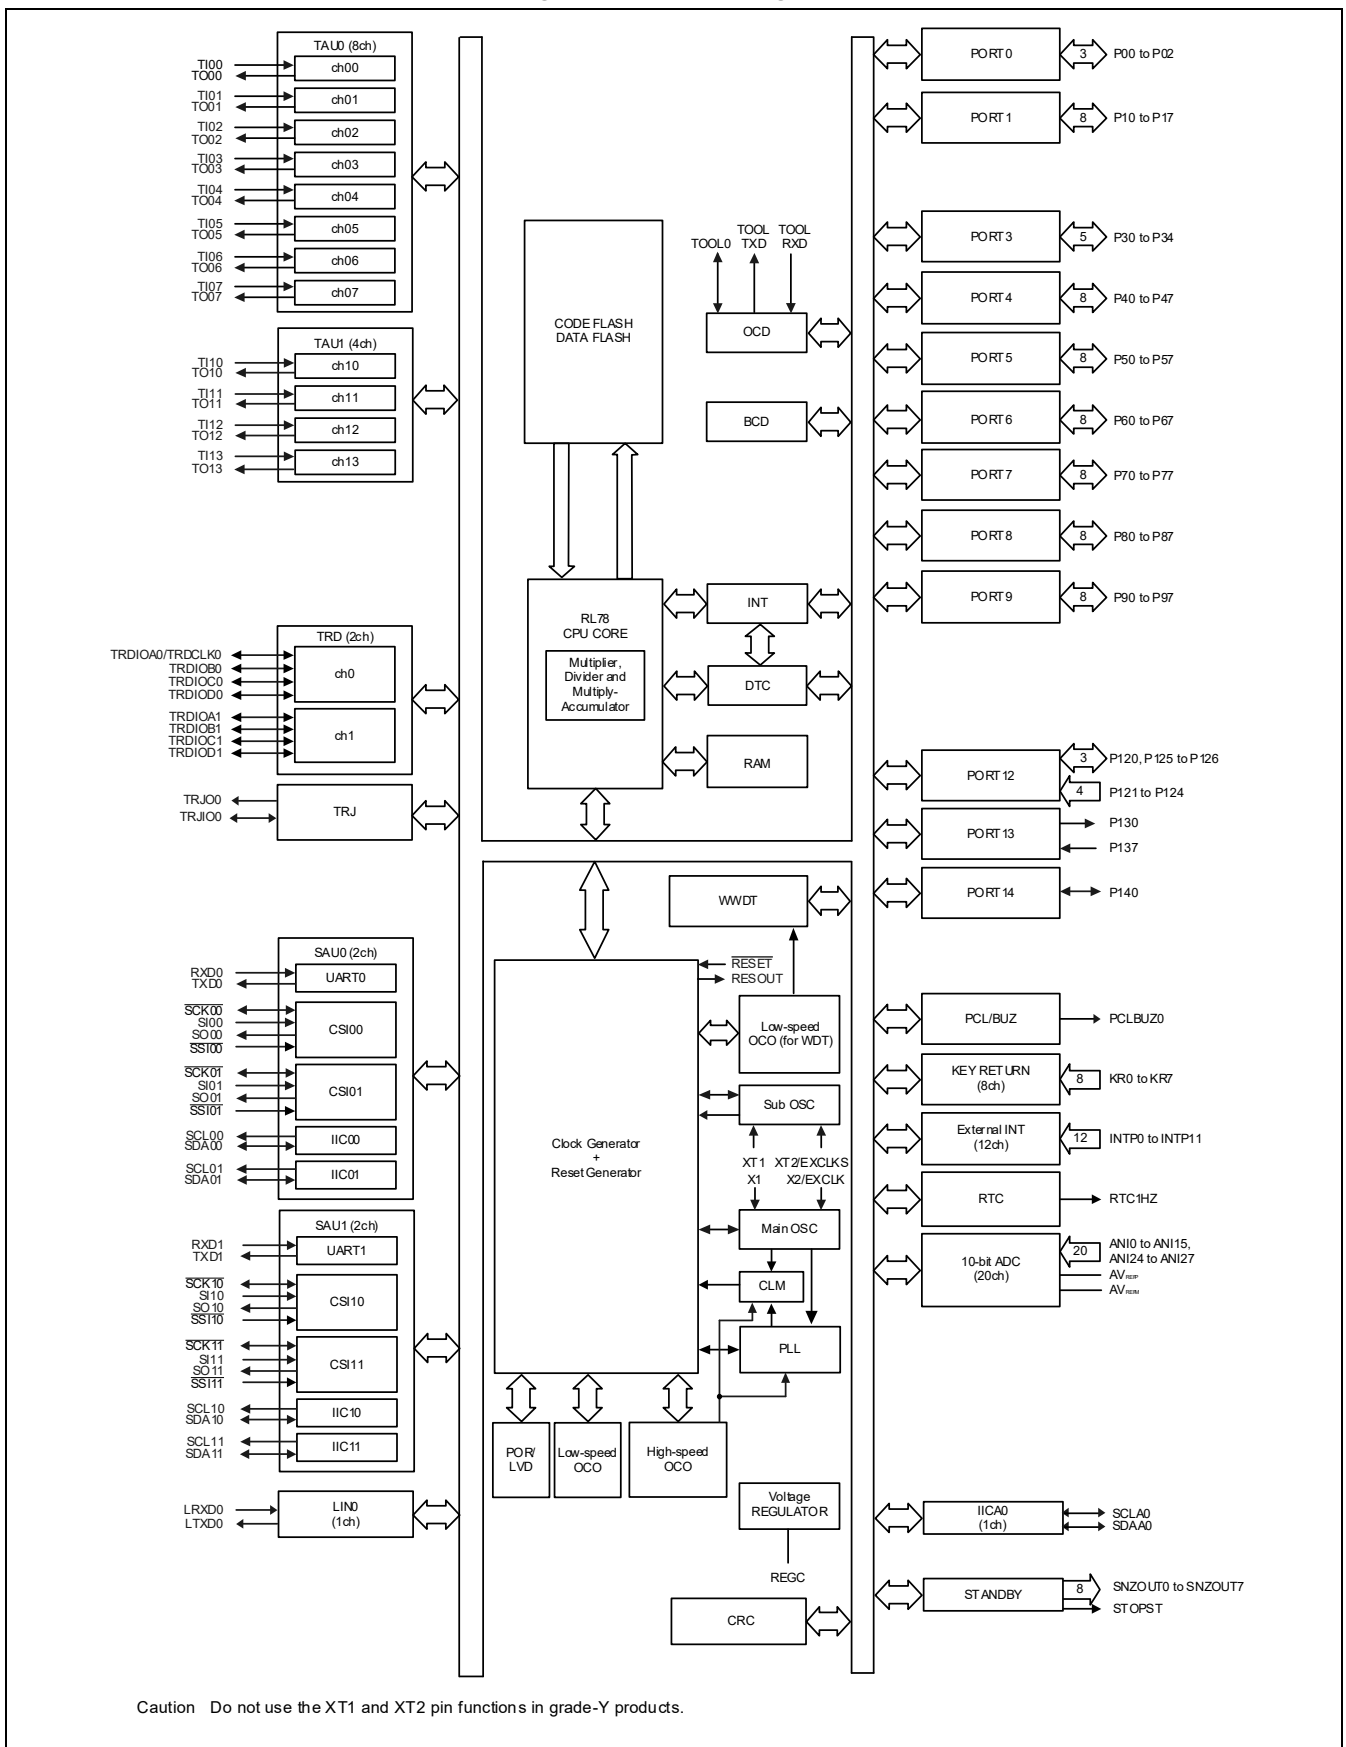 TAU0 (8ch)
TI00
TO00
ch00
TI01
TO01
ch01
TI02
TO02
ch02
TI03
TO03
ch03
TI04
TO04
ch04
TI05
TO05
ch05
TI06
TO06
ch06
TI07
TO07
ch07
TAU1 (4ch)
TI10
TO10
ch10
TI11
TO11
ch11
TI12
TO12
ch12
TI13
TO13
ch13
TRD (2ch)
TRDIOA0/TRDCLK0
TRDIOB0
TRDIOC0
TRDIOD0
ch0
TRDIOA1
TRDIOB1
TRDIOC1
TRDIOD1
ch1
TRJO0
TRJIO0
TRJ
SAU0 (2ch)
RXD0
TXD0
UART0
SCK00
SI00
SO00
SSI00
CSI00
SCK01
SI01
SO01
SSI01
CSI01
SCL00
SDA00
IIC00
SCL01
SDA01
IIC01
SAU1 (2ch)
RXD1
TXD1
UART1
SCK10
SI10
SO10
SSI10
CSI10
SCK11
SI11
SO11
SSI11
CSI11
SCL10
SDA10
IIC10
SCL11
SDA11
IIC11
LRXD0
LTXD0
LIN0
(1ch)
CODE FLASH
DATA FLASH
TOOL0
TOOL
TXD
TOOL
RXD
OCD
BCD
RL78
CPU CORE
Multiplier,
Divider and
Multiply-
Accumulator
INT
DTC
RAM
WWDT
RESET
RESOUT
Low-speed
OCO (for WDT)
Sub OSC
Clock Generator
+
Reset Generator
XT1
X1
XT2/EXCLKS
X2/EXCLK
Main OSC
CLM
PLL
POR/
LVD
Low-speed
OCO
High-speed
OCO
Voltage
REGULATOR
REGC
CRC
PORT 0
3
P00 to P02
PORT 1
8
P10 to P17
PORT 3
5
P30 to P34
PORT 4
8
P40 to P47
PORT 5
8
P50 to P57
PORT 6
8
P60 to P67
PORT 7
8
P70 to P77
PORT 8
8
P80 to P87
PORT 9
8
P90 to P97
PORT 12
3
P120, P125 to P126
4
P121 to P124
PORT 13
P130
P137
PORT 14
P140
PCL/BUZ
PCLBUZ0
KEY RETURN
(8ch)
8
KR0 to KR7
External INT
(12ch)
12
INTP0 to INTP11
RTC
RTC1HZ
10-bit ADC
(20ch)
20
ANI0 to ANI15,
ANI24 to ANI27
AVREFP
AVREFM
IICA0
(1ch)
SCLA0
SDAA0
STANDBY
8
SNZOUT0 to SNZOUT7
STOPST
Caution Do not use the XT1 and XT2 pin functions in grade-Y products.